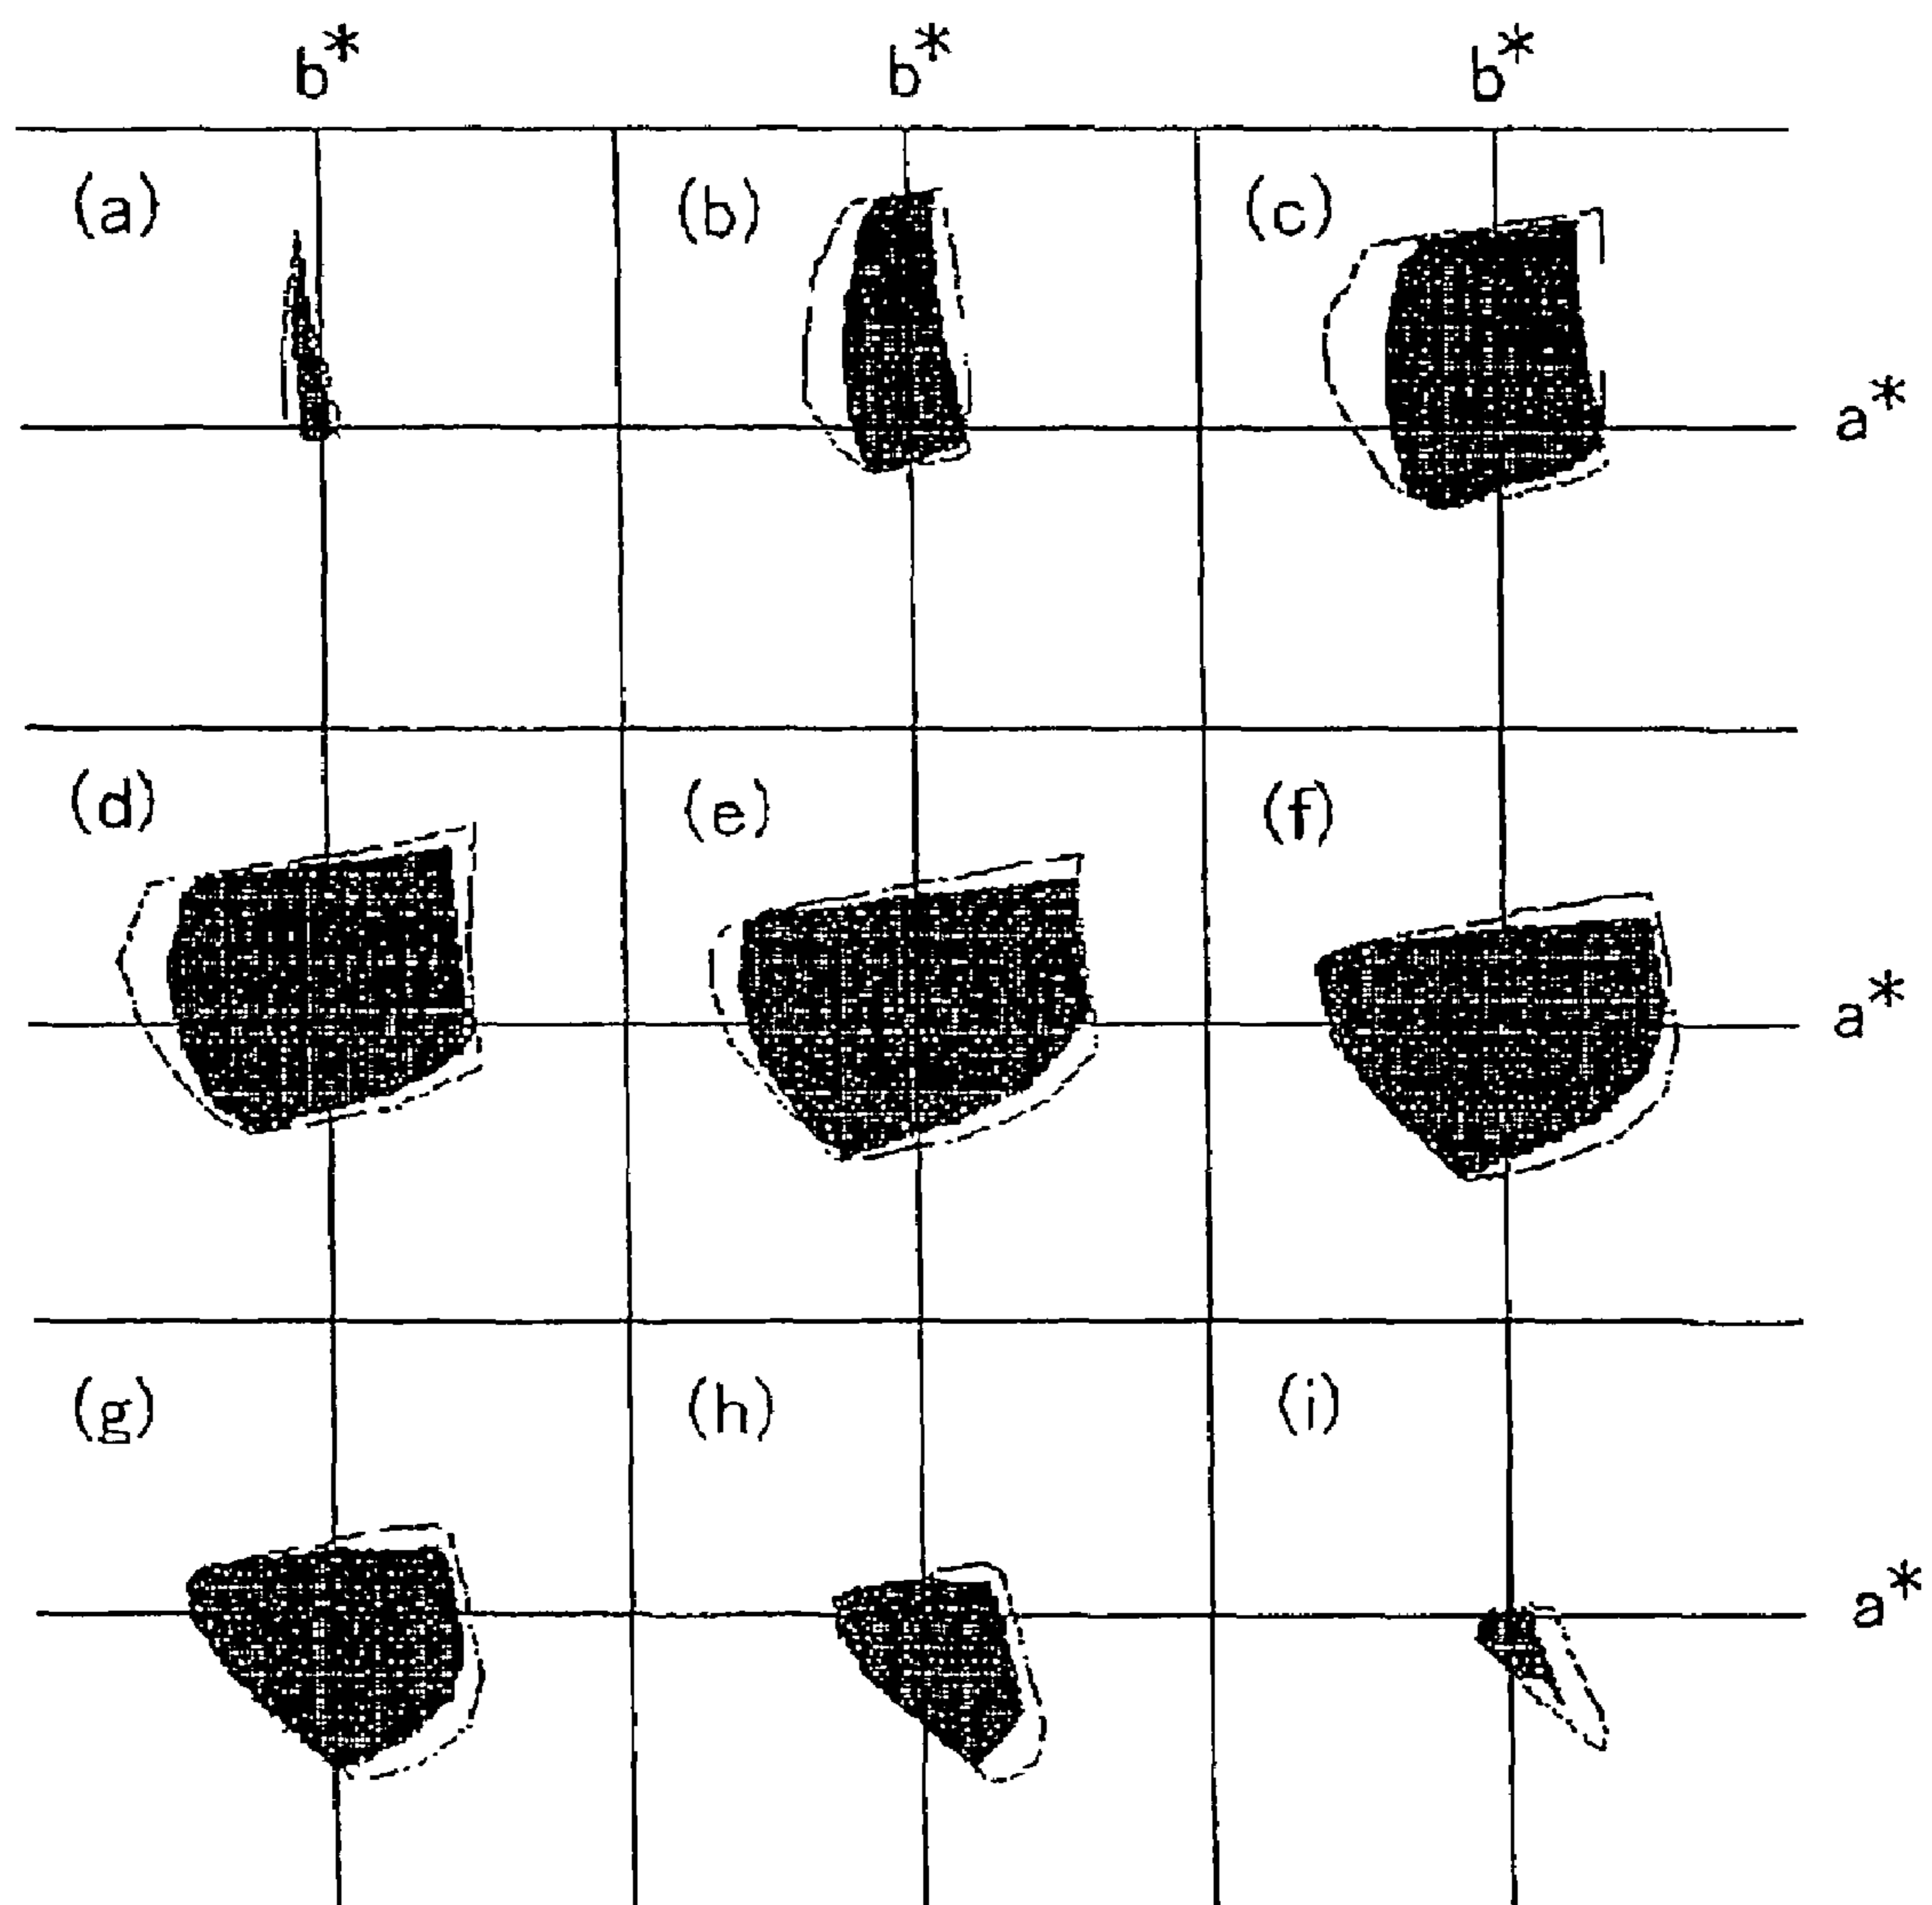 b* b* b*
(a) (b) (c)
a*
(d) (e) (f)
a*
(g) (h) (i)
a*